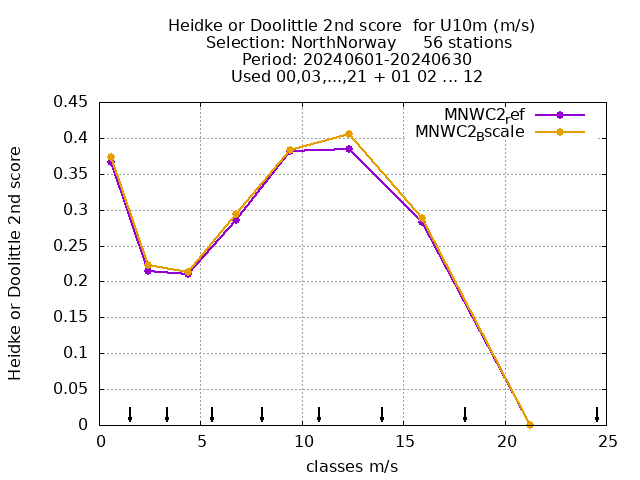 Heidke or Doolittle 2nd score  for U10m (m/s)
Selection: NorthNorway     56 stations
Period: 20240601-20240630
Used 00,03,...,21 + 01 02 ... 12
MNWC2ref
MNWC2Bscale
Heidke or Doolittle 2nd score
0.45
0.4
0.35
0.3
0.25
0.2
0.15
0.1
0.05
0
0 5 10 15 20 25
classes m/s